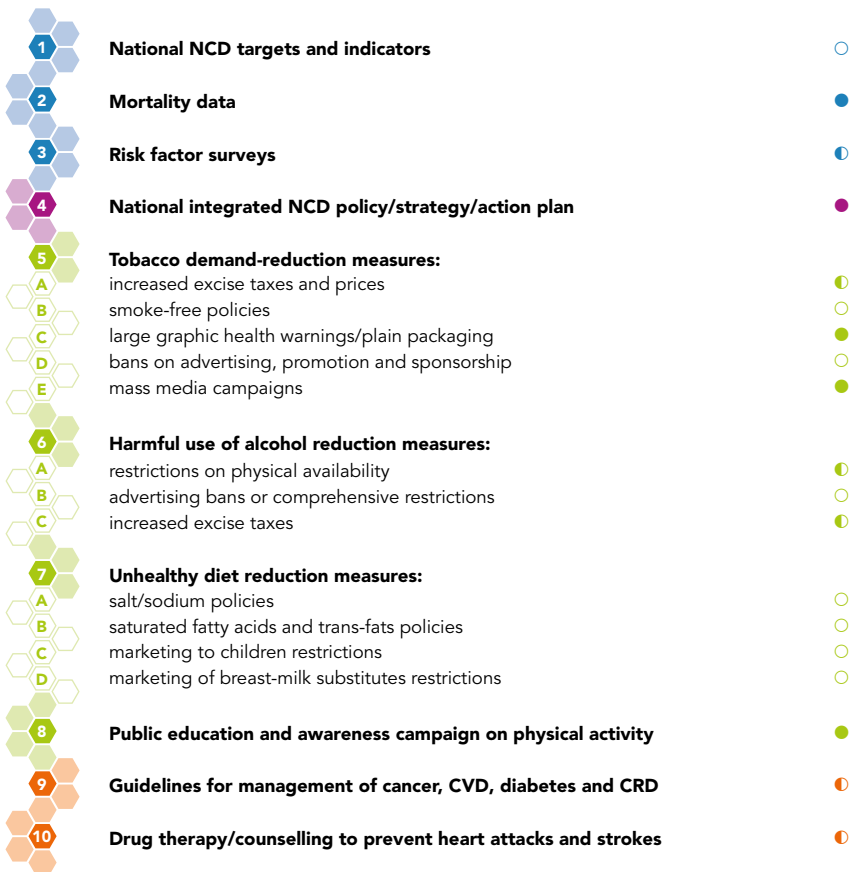 1 National NCD targets and indicators ○
2 Mortality data ●
3 Risk factor surveys ◐
4 National integrated NCD policy/strategy/action plan ●
5 Tobacco demand-reduction measures:
A increased excise taxes and prices ◐
B smoke-free policies ○
C large graphic health warnings/plain packaging ●
D bans on advertising, promotion and sponsorship ○
E mass media campaigns ●
6 Harmful use of alcohol reduction measures:
A restrictions on physical availability ◐
B advertising bans or comprehensive restrictions ○
C increased excise taxes ◐
7 Unhealthy diet reduction measures:
A salt/sodium policies ○
B saturated fatty acids and trans-fats policies ○
C marketing to children restrictions ○
D marketing of breast-milk substitutes restrictions ○
8 Public education and awareness campaign on physical activity ●
9 Guidelines for management of cancer, CVD, diabetes and CRD ◐
10 Drug therapy/counselling to prevent heart attacks and strokes ◐